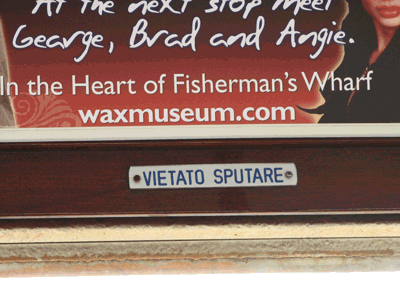 At the next stop meet
George, Brad and Angie.
In the Heart of Fisherman's Wharf
waxmuseum.com
VIETATO SPUTARE